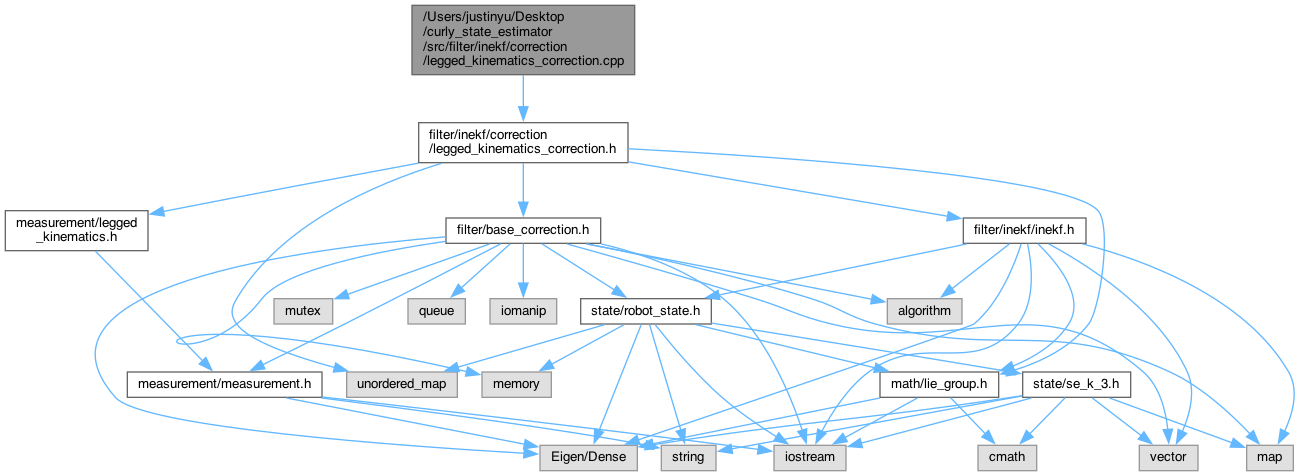 /Users/justinyu/Desktop
/curly_state_estimator
/src/filter/inekf/correction
/legged_kinematics_correction.cpp
filter/inekf/correction
/legged_kinematics_correction.h
measurement/legged
_kinematics.h
filter/base_correction.h
filter/inekf/inekf.h
mutex
queue
iomanip
state/robot_state.h
algorithm
measurement/measurement.h
unordered_map
memory
math/lie_group.h
state/se_k_3.h
Eigen/Dense
string
iostream
cmath
vector
map